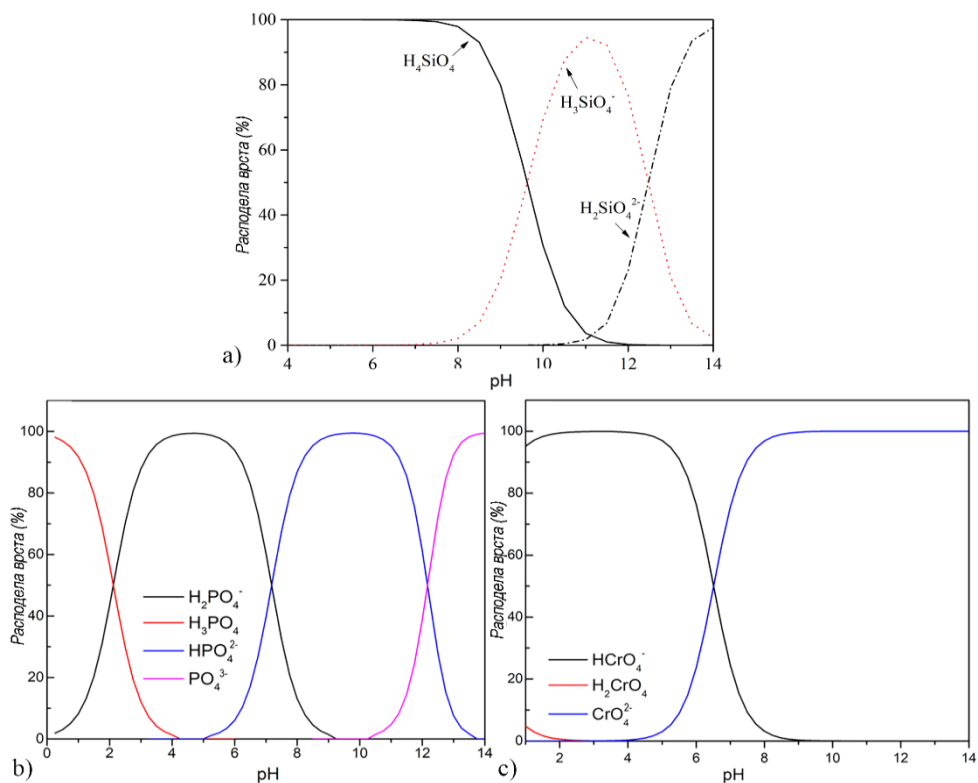 Расподела врста (%)
100
80
60
40
20
0
H₄SiO₄
H₃SiO₄⁻
H₂SiO₄²⁻
4 6 8 10 12 14
pH
a)
Расподела врста (%)
100
80
60
40
20
0
H₂PO₄⁻
H₃PO₄
HPO₄²⁻
PO₄³⁻
0 2 4 6 8 10 12 14
pH
b)
Расподела врста (%)
100
80
60
40
20
0
HCrO₄⁻
H₂CrO₄
CrO₄²⁻
2 4 6 8 10 12 14
pH
c)